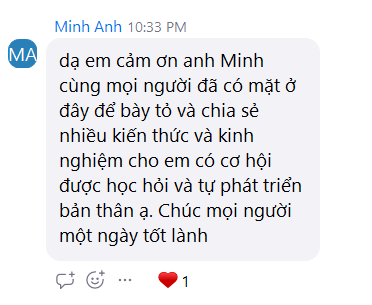 Minh Anh 10:33 PM
MA
dạ em cảm ơn anh Minh
cùng mọi người đã có mặt ở
đây để bày tỏ và chia sẻ
nhiều kiến thức và kinh
nghiệm cho em có cơ hội
được học hỏi và tự phát triển
bản thân ạ. Chúc mọi người
một ngày tốt lành
1